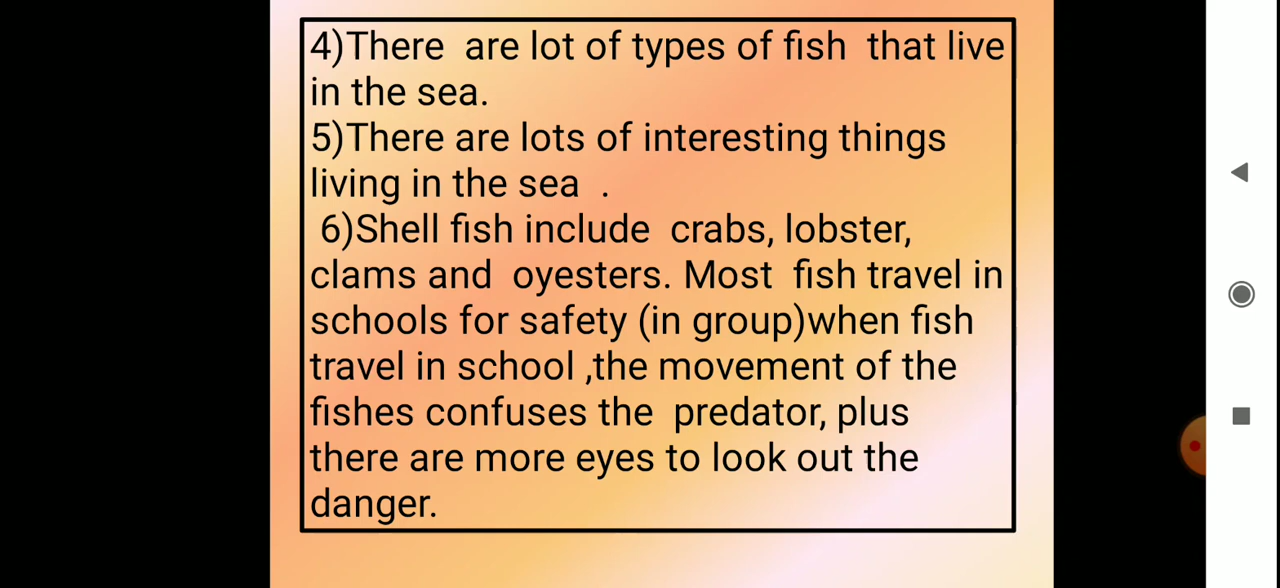 4)There are lot of types of fish that live
in the sea.
5)There are lots of interesting things
living in the sea .
6)Shell fish include crabs, lobster,
clams and oyesters. Most fish travel in
schools for safety (in group)when fish
travel in school ,the movement of the
fishes confuses the predator, plus
there are more eyes to look out the
danger.